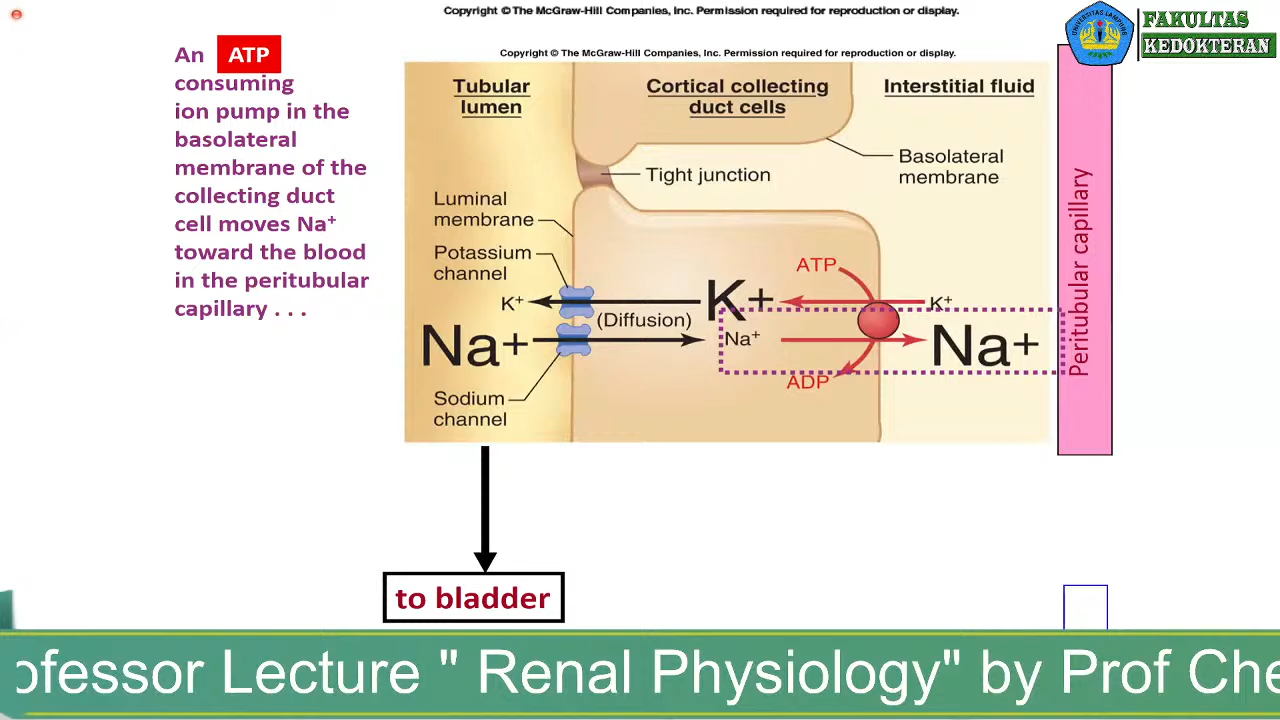 Copyright © The McGraw-Hill Companies, Inc. Permission required for reproduction or display.
UNIVERSITAS LAMPUNG
FAKULTAS
KEDOKTERAN
An ATP
consuming
ion pump in the
basolateral
membrane of the
collecting duct
cell moves Na⁺
toward the blood
in the peritubular
capillary . . .
Copyright © The McGraw-Hill Companies, Inc. Permission required for reproduction or display.
Tubular
lumen
Cortical collecting
duct cells
Interstitial fluid
Basolateral
membrane
Tight junction
Luminal
membrane
Potassium
channel
ATP
K⁺
K+
K⁺
(Diffusion)
Na+
Na⁺
Na+
ADP
Sodium
channel
Peritubular capillary
to bladder
ofessor Lecture " Renal Physiology" by Prof Che